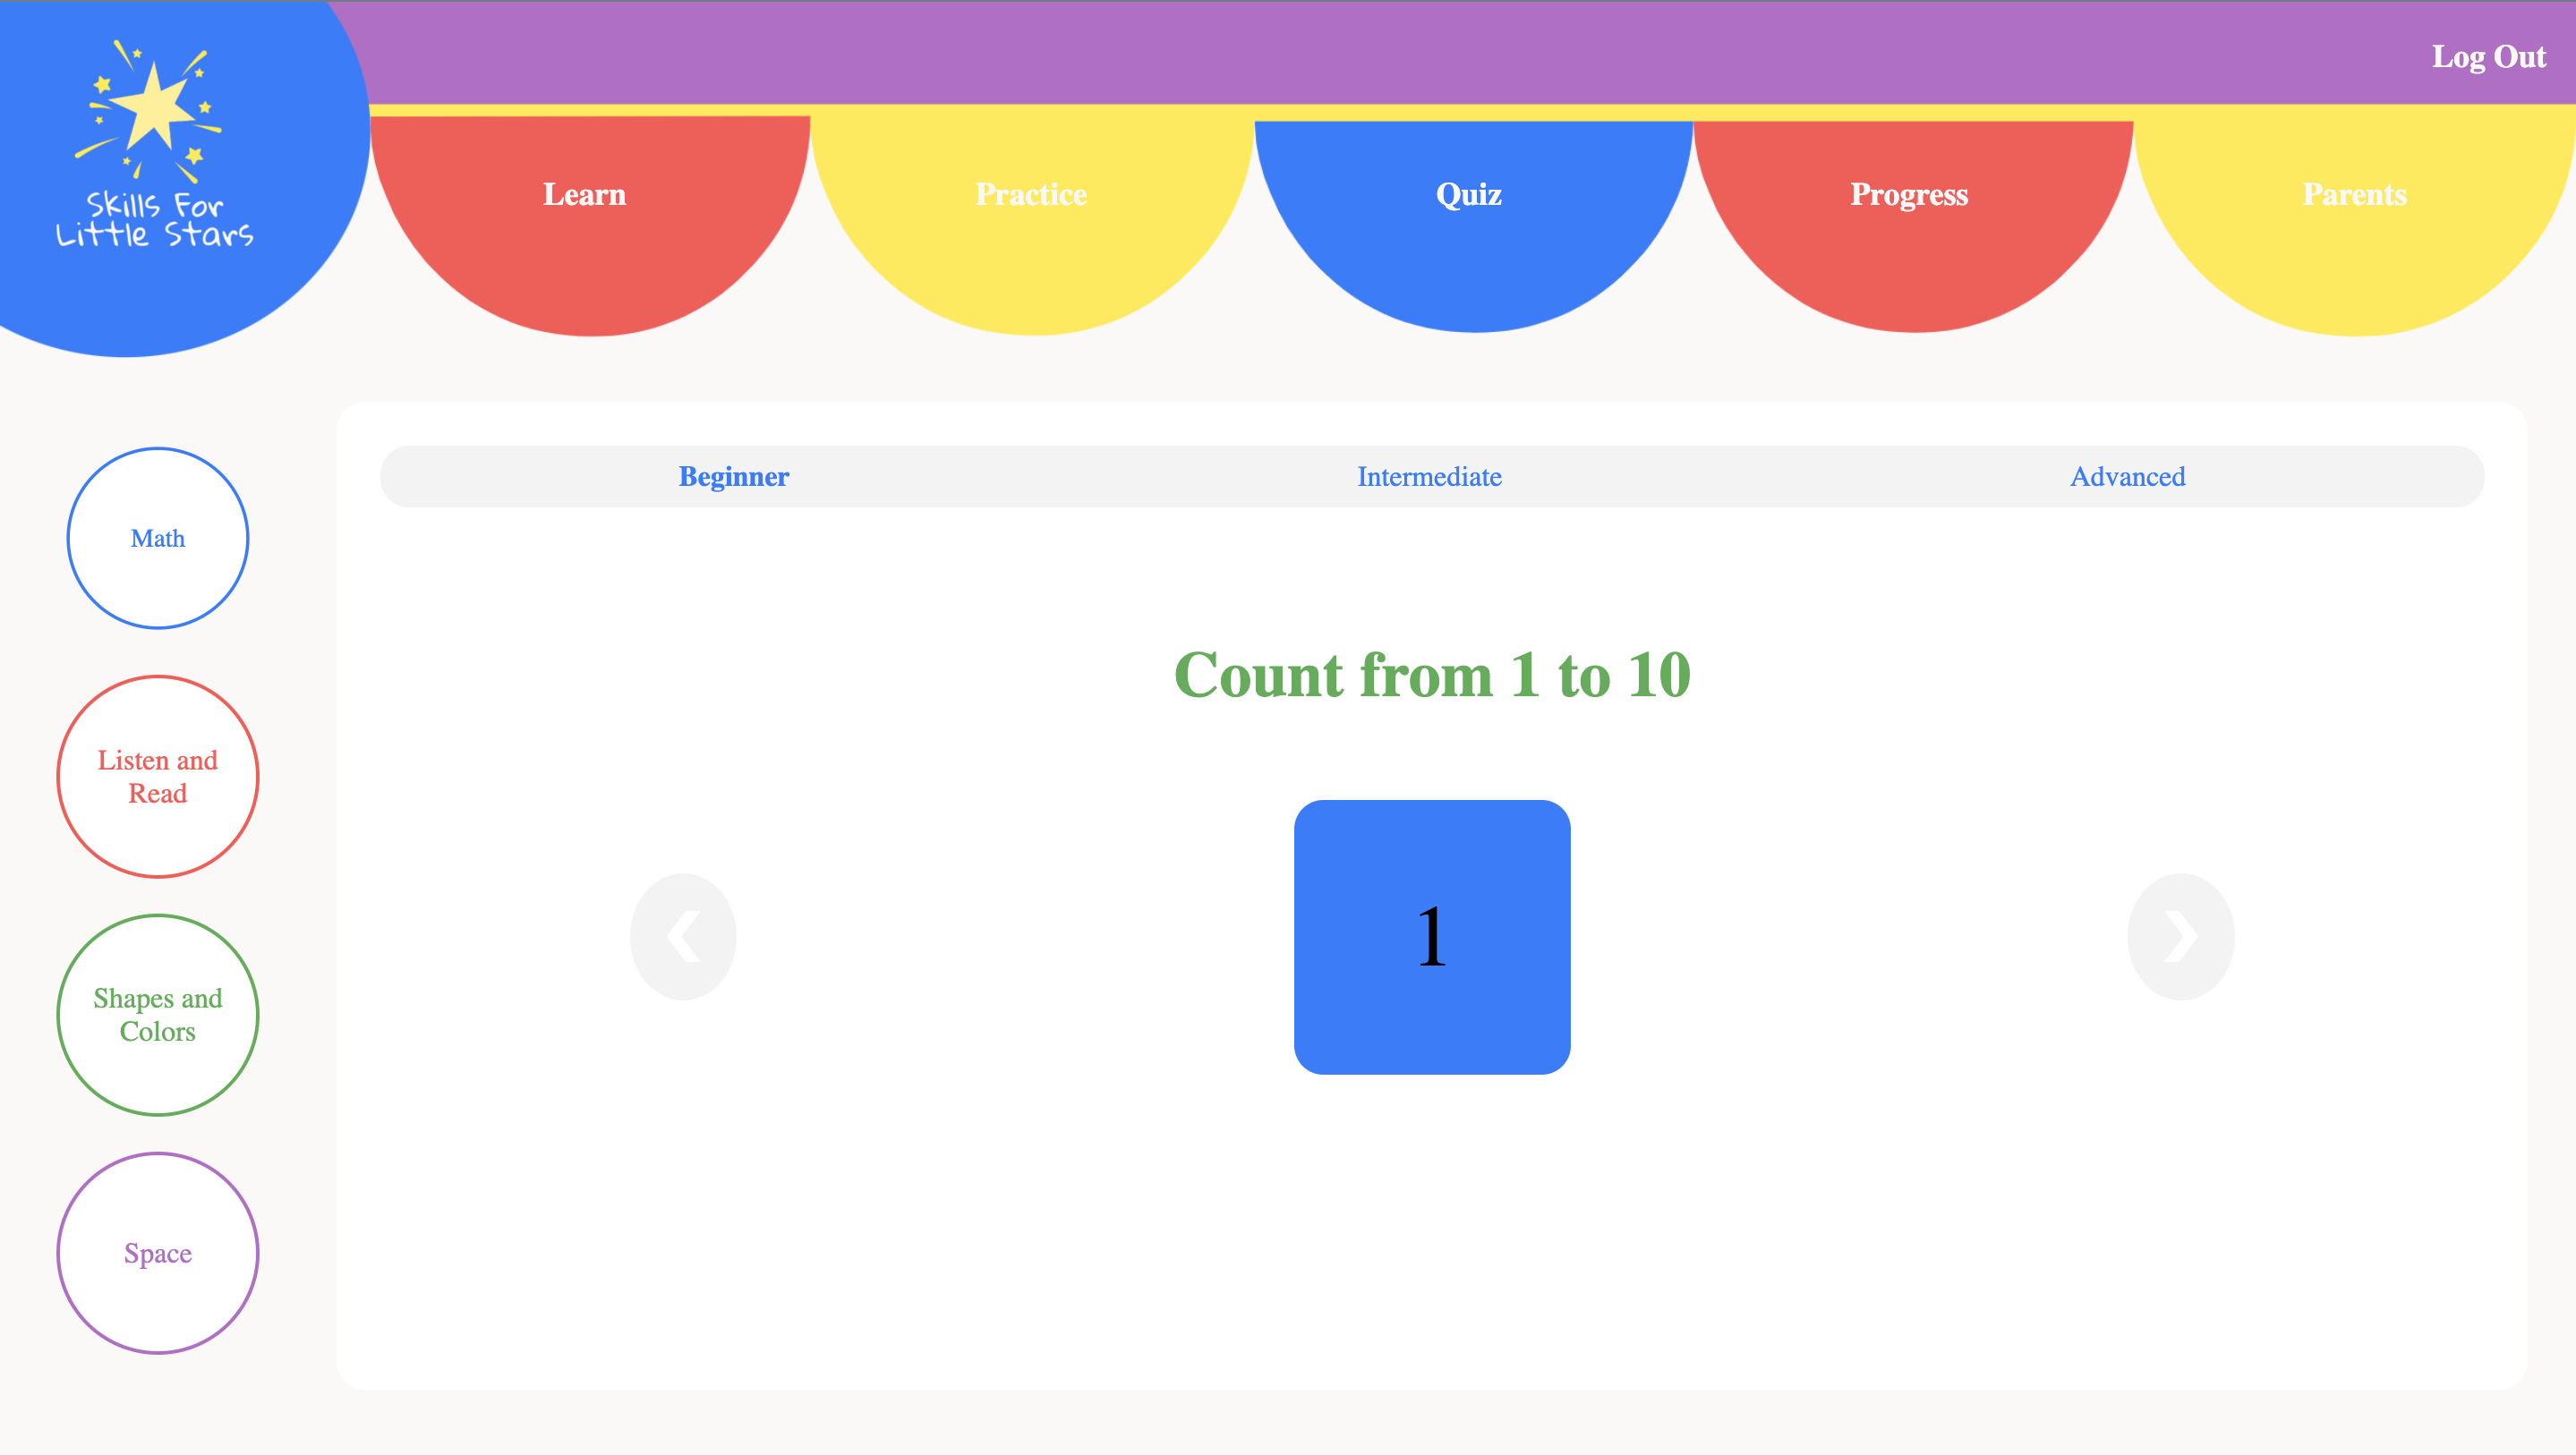 Log Out
Skills For
Little Stars
Learn
Practice
Quiz
Progress
Parents
Beginner
Intermediate
Advanced
Math
Listen and
Read
Shapes and
Colors
Space
Count from 1 to 10
1